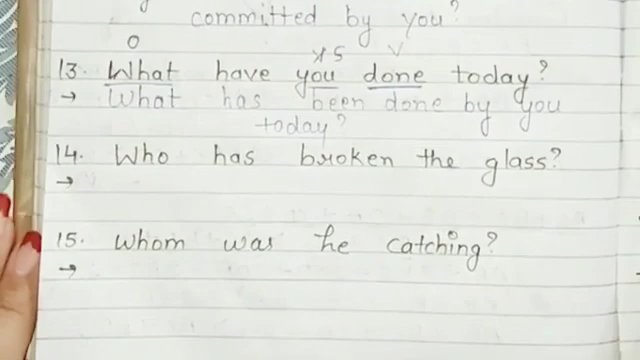 committed by you?
O *S V
13. What have you done today?
→ What has been done by you
today?
14. Who has broken the glass?
→
15. Whom was he catching?
→